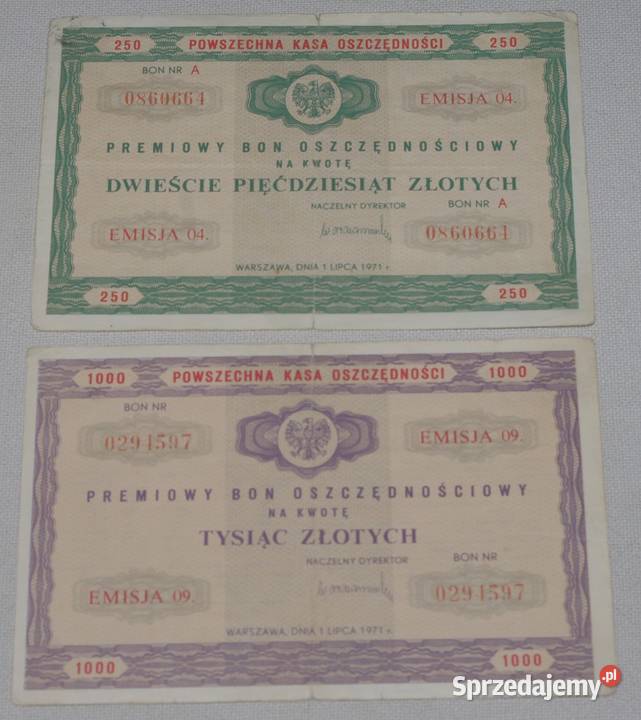 250 POWSZECHNA KASA OSZCZĘDNOŚCI 250
BON NR A
0860664 EMISJA 04.
PREMIOWY BON OSZCZĘDNOŚCIOWY
NA KWOTĘ
DWIEŚCIE PIĘĆDZIESIĄT ZŁOTYCH
NACZELNY DYREKTOR BON NR A
EMISJA 04. 0860664
WARSZAWA, DNIA 1 LIPCA 1971 r.
250 250
1000 POWSZECHNA KASA OSZCZĘDNOŚCI 1000
BON NR
0294597 EMISJA 09.
PREMIOWY BON OSZCZĘDNOŚCIOWY
NA KWOTĘ
TYSIĄC ZŁOTYCH
NACZELNY DYREKTOR BON NR
EMISJA 09. 0294597
WARSZAWA, DNIA 1 LIPCA 1971 r.
1000 1000
Sprzedajemy.pl